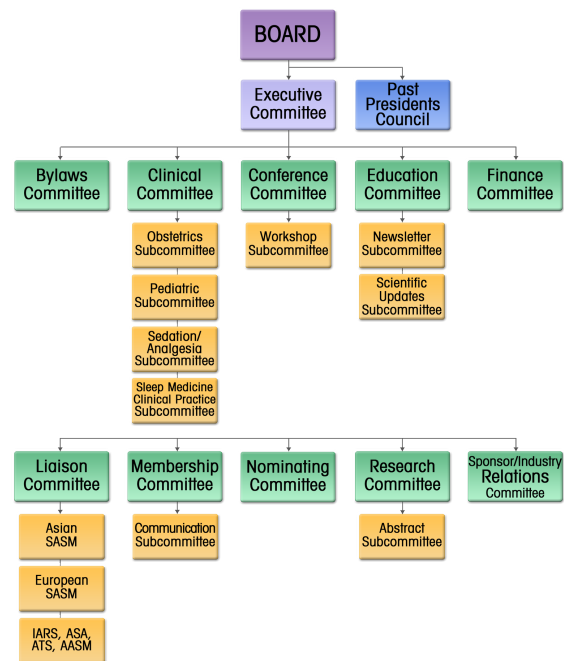 BOARD
Executive
Committee
Past
Presidents
Council
Bylaws
Committee
Clinical
Committee
Conference
Committee
Education
Committee
Finance
Committee
Obstetrics
Subcommittee
Pediatric
Subcommittee
Sedation/
Analgesia
Subcommittee
Sleep Medicine
Clinical Practice
Subcommittee
Workshop
Subcommittee
Newsletter
Subcommittee
Scientific
Updates
Subcommittee
Liaison
Committee
Membership
Committee
Nominating
Committee
Research
Committee
Sponsor/Industry
Relations
Committee
Asian
SASM
European
SASM
IARS, ASA,
ATS, AASM
Communication
Subcommittee
Abstract
Subcommittee